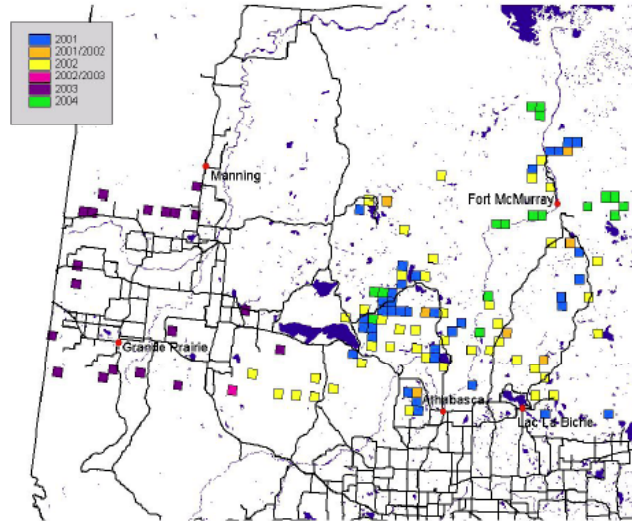 2001
2001/2002
2002
2002/2003
2003
2004
Manning
Fort McMurray
Grande Prairie
Athabasca
Lac La Biche